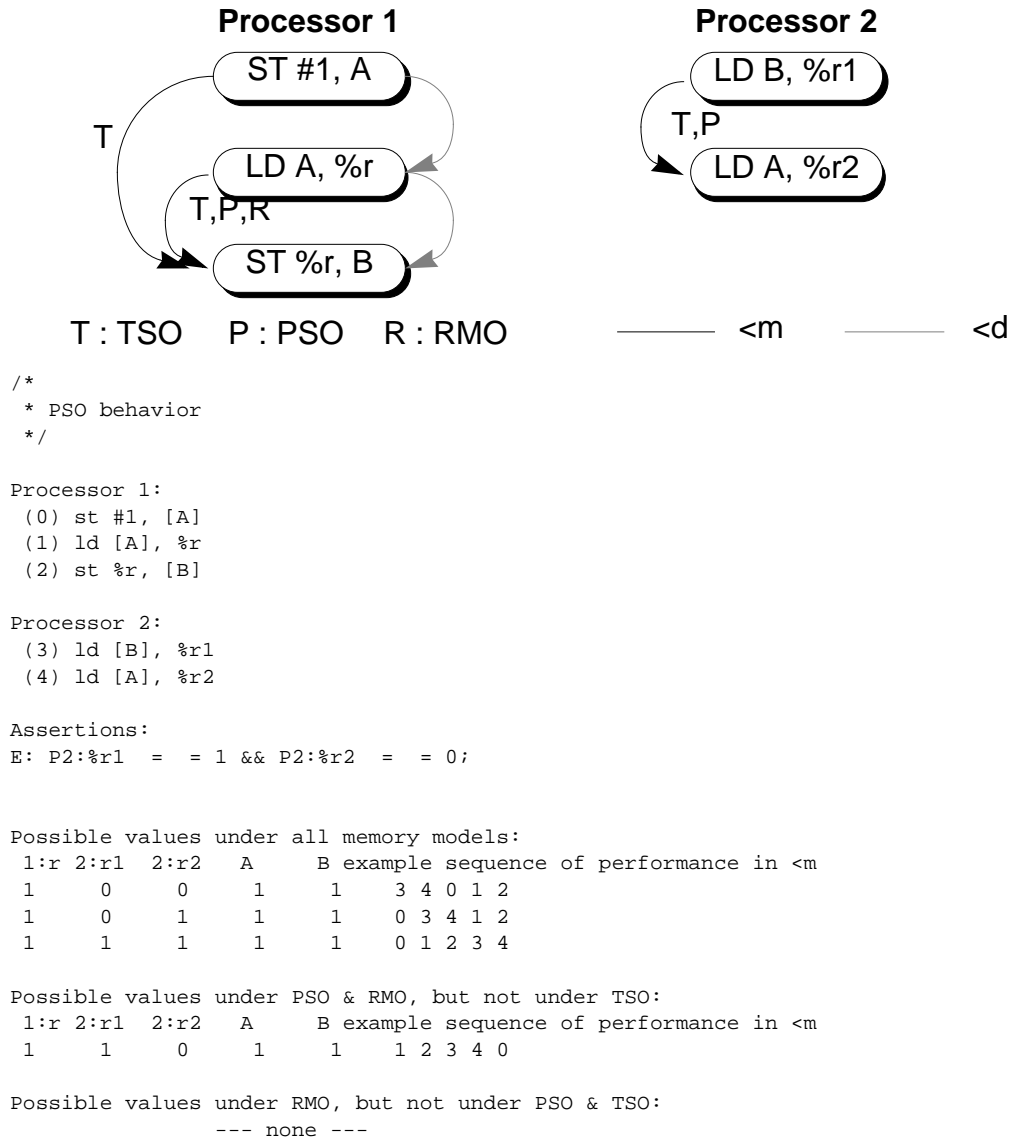 Processor 1 Processor 2
ST #1, A LD B, %r1
T T,P
LD A, %r LD A, %r2
T,P,R
ST %r, B
T : TSO P : PSO R : RMO <m <d
/*
 * PSO behavior
 */
Processor 1:
 (0) st #1, [A]
 (1) ld [A], %r
 (2) st %r, [B]
Processor 2:
 (3) ld [B], %r1
 (4) ld [A], %r2
Assertions:
E: P2:%r1 = = 1 && P2:%r2 = = 0;
Possible values under all memory models:
1:r 2:r1 2:r2 A B example sequence of performance in <m
1 0 0 1 1 3 4 0 1 2
1 0 1 1 1 0 3 4 1 2
1 1 1 1 1 0 1 2 3 4
Possible values under PSO & RMO, but not under TSO:
1:r 2:r1 2:r2 A B example sequence of performance in <m
1 1 0 1 1 1 2 3 4 0
Possible values under RMO, but not under PSO & TSO:
--- none ---